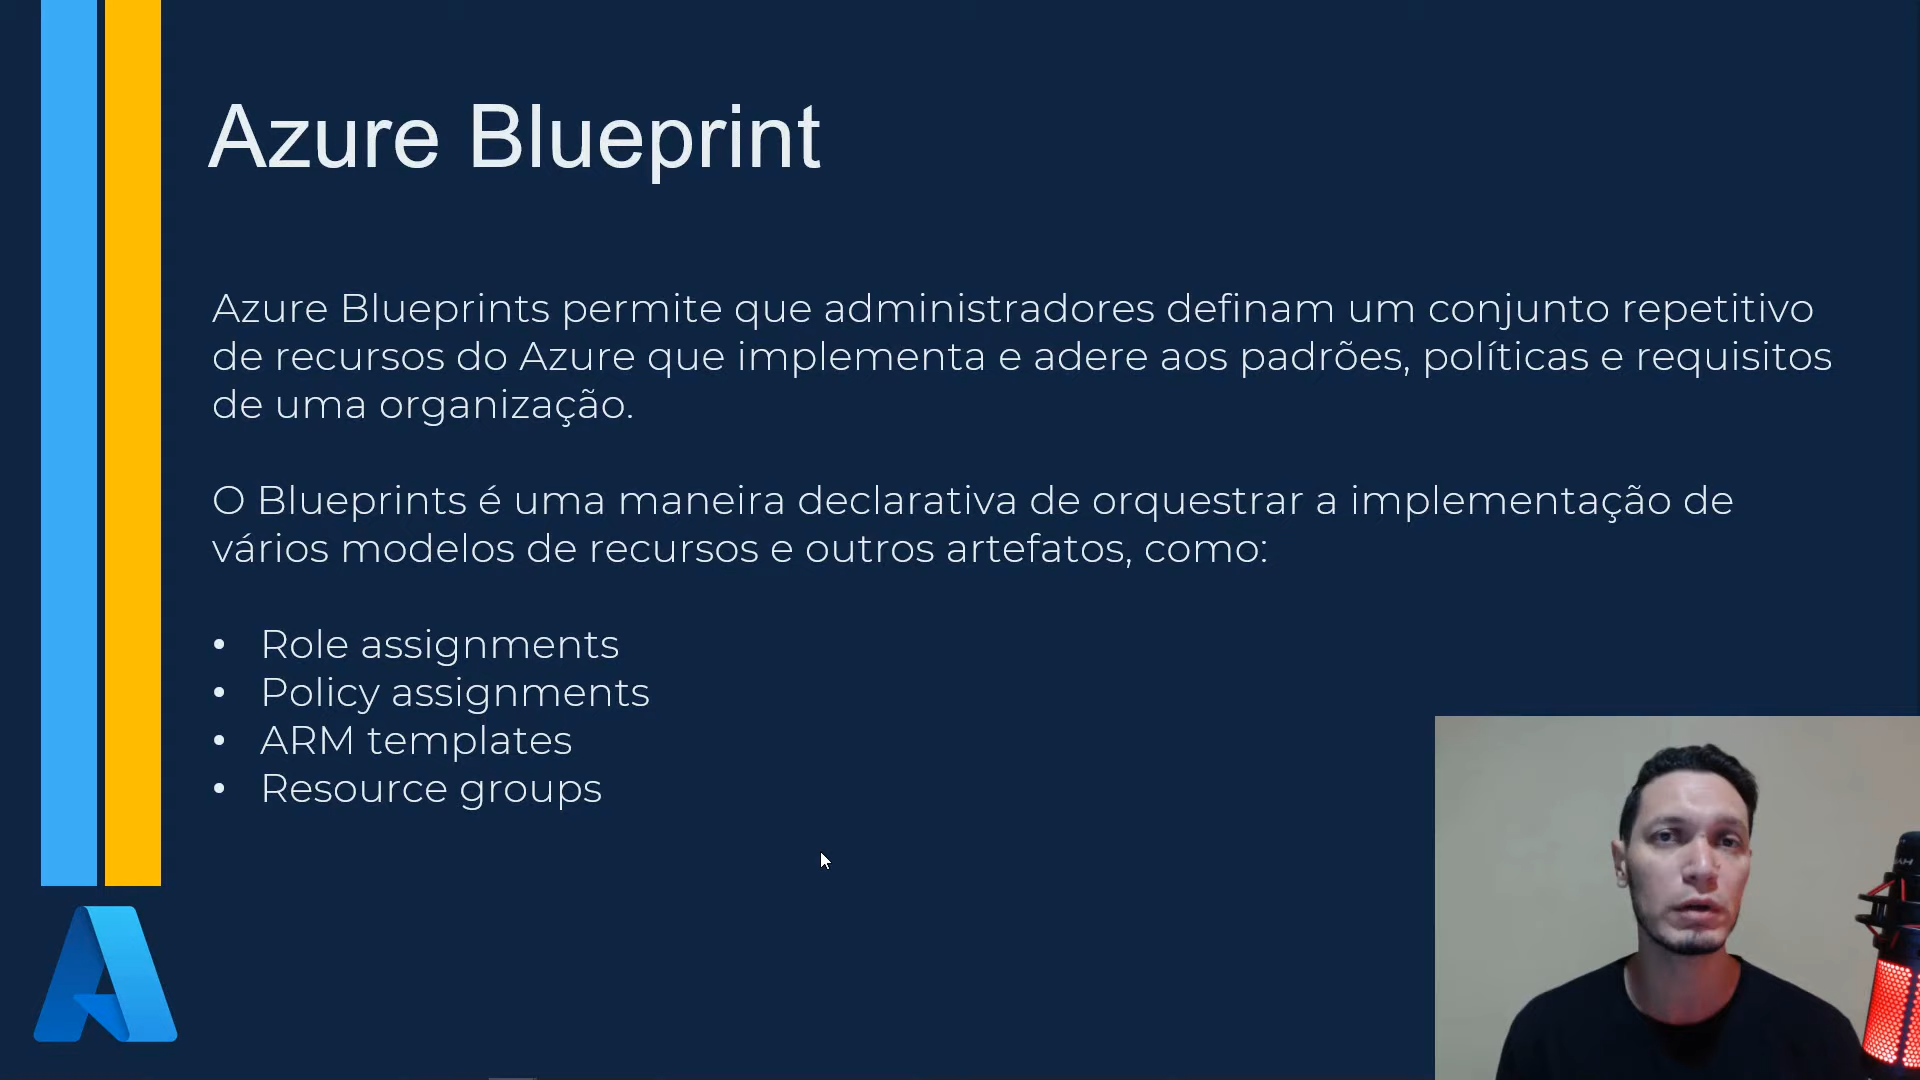 Azure Blueprint
Azure Blueprints permite que administradores definam um conjunto repetitivo
de recursos do Azure que implementa e adere aos padrões, políticas e requisitos
de uma organização.
O Blueprints é uma maneira declarativa de orquestrar a implementação de
vários modelos de recursos e outros artefatos, como:
• Role assignments
• Policy assignments
• ARM templates
• Resource groups